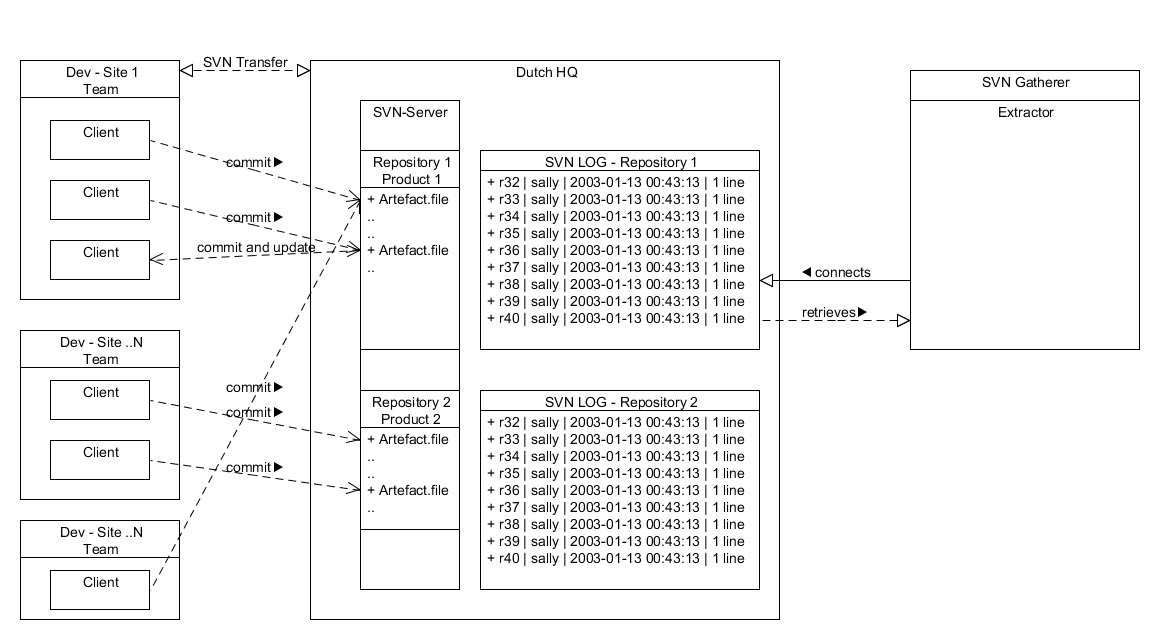 SVN Transfer
Dev - Site 1
Team
Client
Client
Client
commit
commit
commit and update
Dev - Site ..N
Team
Client
Client
commit
commit
commit
Dev - Site ..N
Team
Client
Dutch HQ
SVN-Server
Repository 1
Product 1
+ Artefact.file
..
..
+ Artefact.file
..
Repository 2
Product 2
+ Artefact.file
..
..
+ Artefact.file
..
SVN LOG - Repository 1
+ r32 | sally | 2003-01-13 00:43:13 | 1 line
+ r33 | sally | 2003-01-13 00:43:13 | 1 line
+ r34 | sally | 2003-01-13 00:43:13 | 1 line
+ r35 | sally | 2003-01-13 00:43:13 | 1 line
+ r36 | sally | 2003-01-13 00:43:13 | 1 line
+ r37 | sally | 2003-01-13 00:43:13 | 1 line
+ r38 | sally | 2003-01-13 00:43:13 | 1 line
+ r39 | sally | 2003-01-13 00:43:13 | 1 line
+ r40 | sally | 2003-01-13 00:43:13 | 1 line
SVN LOG - Repository 2
+ r32 | sally | 2003-01-13 00:43:13 | 1 line
+ r33 | sally | 2003-01-13 00:43:13 | 1 line
+ r34 | sally | 2003-01-13 00:43:13 | 1 line
+ r35 | sally | 2003-01-13 00:43:13 | 1 line
+ r36 | sally | 2003-01-13 00:43:13 | 1 line
+ r37 | sally | 2003-01-13 00:43:13 | 1 line
+ r38 | sally | 2003-01-13 00:43:13 | 1 line
+ r39 | sally | 2003-01-13 00:43:13 | 1 line
+ r40 | sally | 2003-01-13 00:43:13 | 1 line
connects
retrieves
SVN Gatherer
Extractor